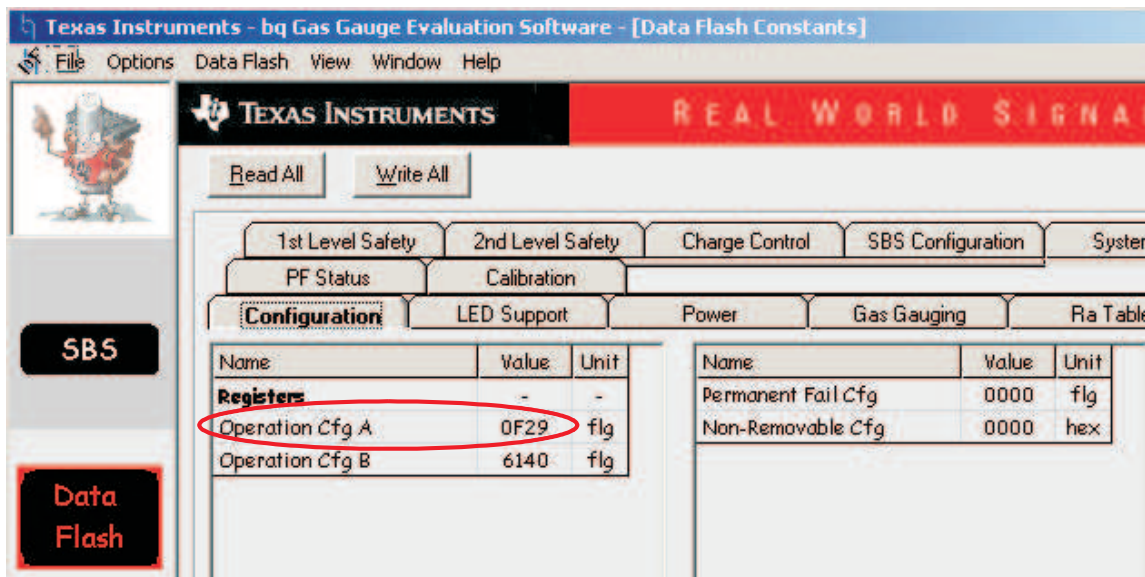 Texas Instruments - bq Gas Gauge Evaluation Software - [Data Flash Constants]
File Options Data Flash View Window Help
TEXAS INSTRUMENTS REAL WORLD SIGNA
Read All Write All
1st Level Safety 2nd Level Safety Charge Control SBS Configuration System
PF Status Calibration
Configuration LED Support Power Gas Gauging Ra Table
SBS
Name Value Unit Name Value Unit
Registers - - Permanent Fail Cfg 0000 flg
Operation Cfg A 0F29 flg Non-Removable Cfg 0000 hex
Operation Cfg B 6140 flg
Data
Flash